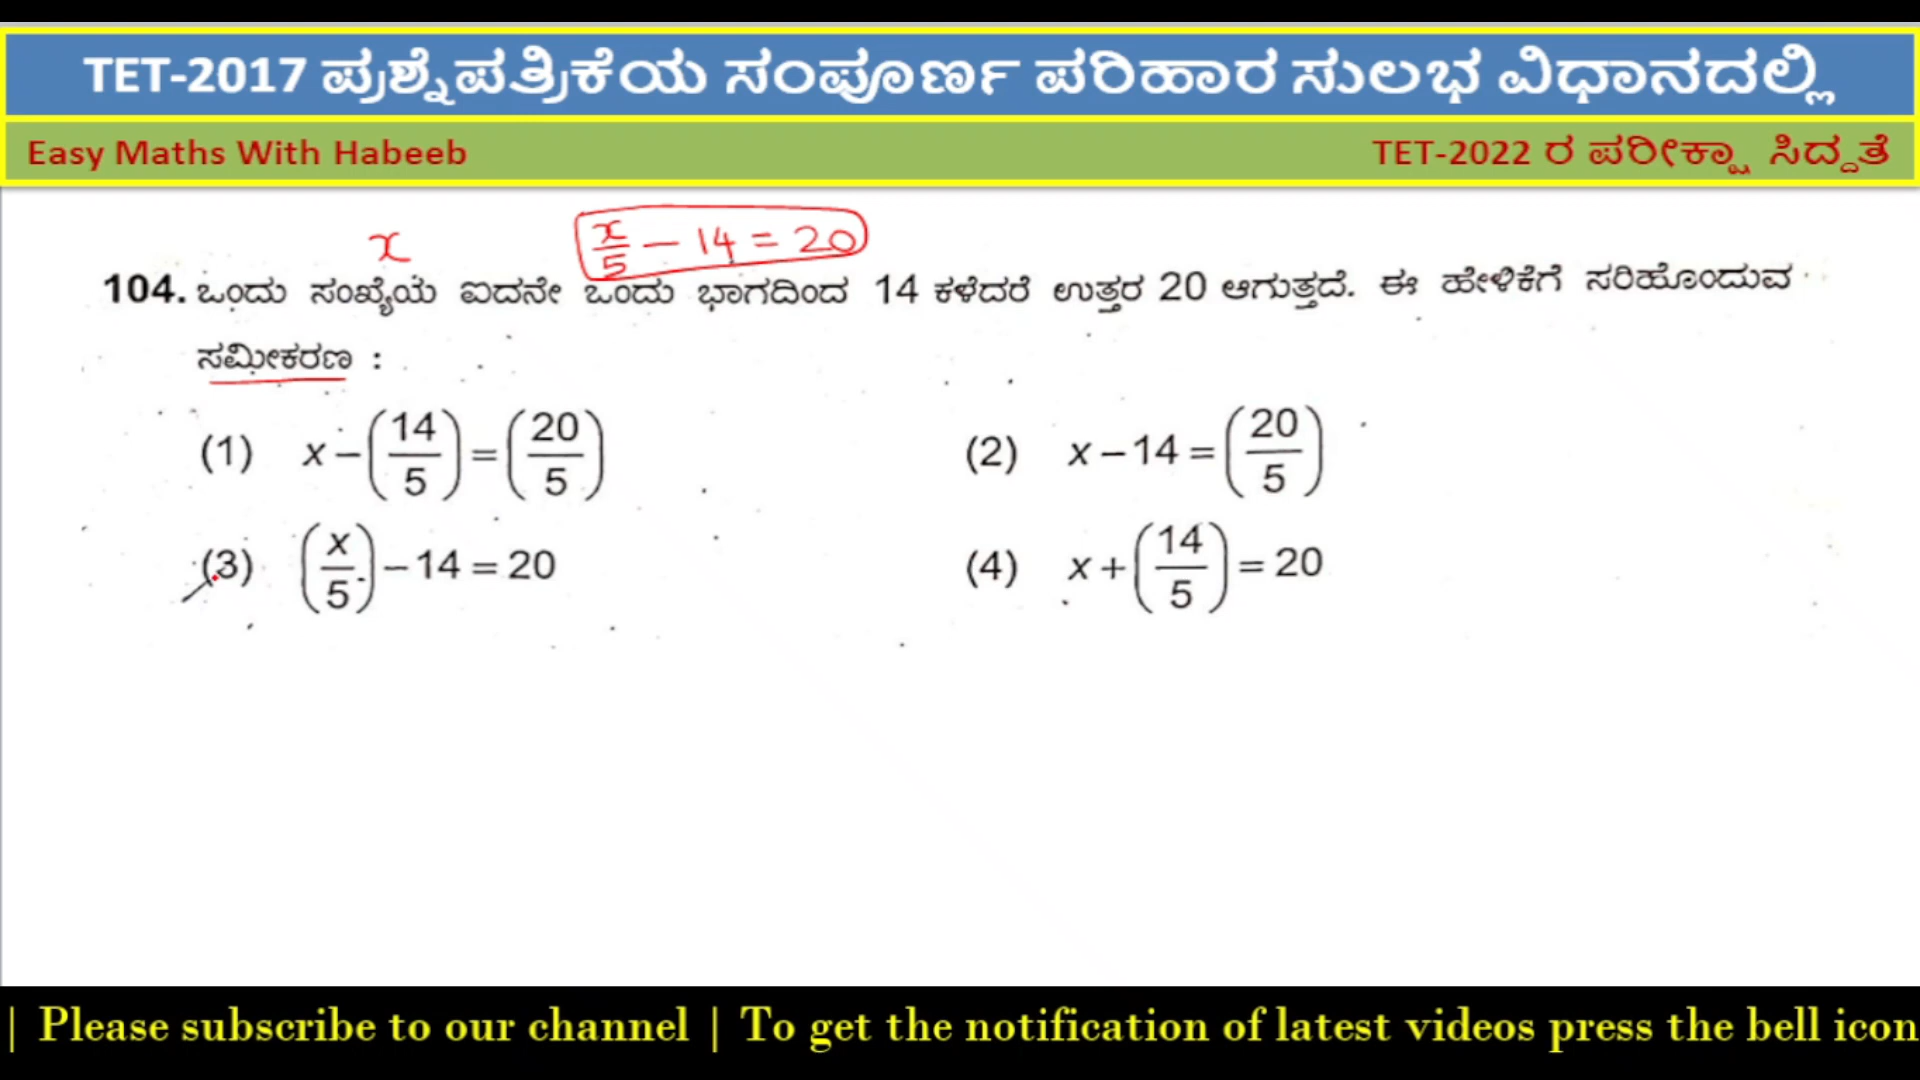 TET-2017 ಪ್ರಶ್ನೆಪತ್ರಿಕೆಯ ಸಂಪೂರ್ಣ ಪರಿಹಾರ ಸುಲಭ ವಿಧಾನದಲ್ಲಿ
Easy Maths With Habeeb
TET-2022 ರ ಪರೀಕ್ಷಾ ಸಿದ್ದತೆ
x
x/5 − 14 = 20
104. ಒಂದು ಸಂಖ್ಯೆಯ ಐದನೇ ಒಂದು ಭಾಗದಿಂದ 14 ಕಳೆದರೆ ಉತ್ತರ 20 ಆಗುತ್ತದೆ. ಈ ಹೇಳಿಕೆಗೆ ಸರಿಹೊಂದುವ
ಸಮೀಕರಣ :
(1) x−(14/5)=(20/5)
(2) x−14=(20/5)
(3) (x/5)−14=20
(4) x+(14/5)=20
| Please subscribe to our channel | To get the notification of latest videos press the bell icon